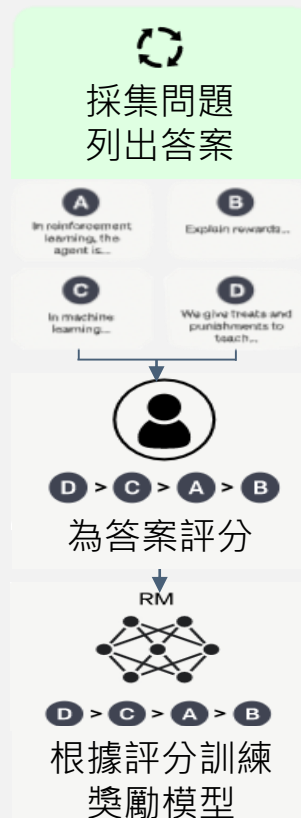 採集問題
列出答案
A
In reinforcement
learning, the
agent is...
B
Explain rewards...
C
In machine
learning...
D
We give treats and
punishments to
teach...
D > C > A > B
為答案評分
RM
D > C > A > B
根據評分訓練
獎勵模型